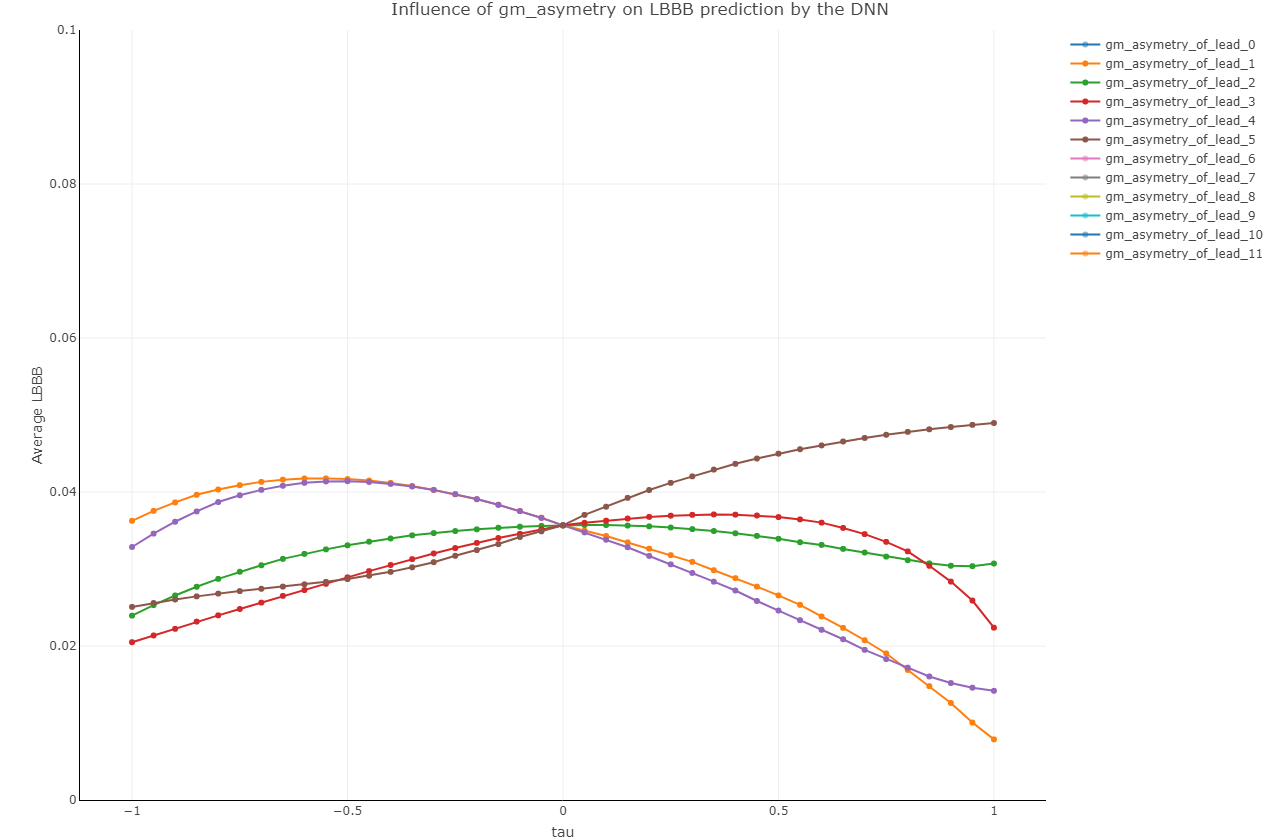 Influence of gm_asymetry on LBBB prediction by the DNN
0.1
0.08
0.06
0.04
0.02
0
Average LBBB
−1
−0.5
0
0.5
1
tau
gm_asymetry_of_lead_0
gm_asymetry_of_lead_1
gm_asymetry_of_lead_2
gm_asymetry_of_lead_3
gm_asymetry_of_lead_4
gm_asymetry_of_lead_5
gm_asymetry_of_lead_6
gm_asymetry_of_lead_7
gm_asymetry_of_lead_8
gm_asymetry_of_lead_9
gm_asymetry_of_lead_10
gm_asymetry_of_lead_11